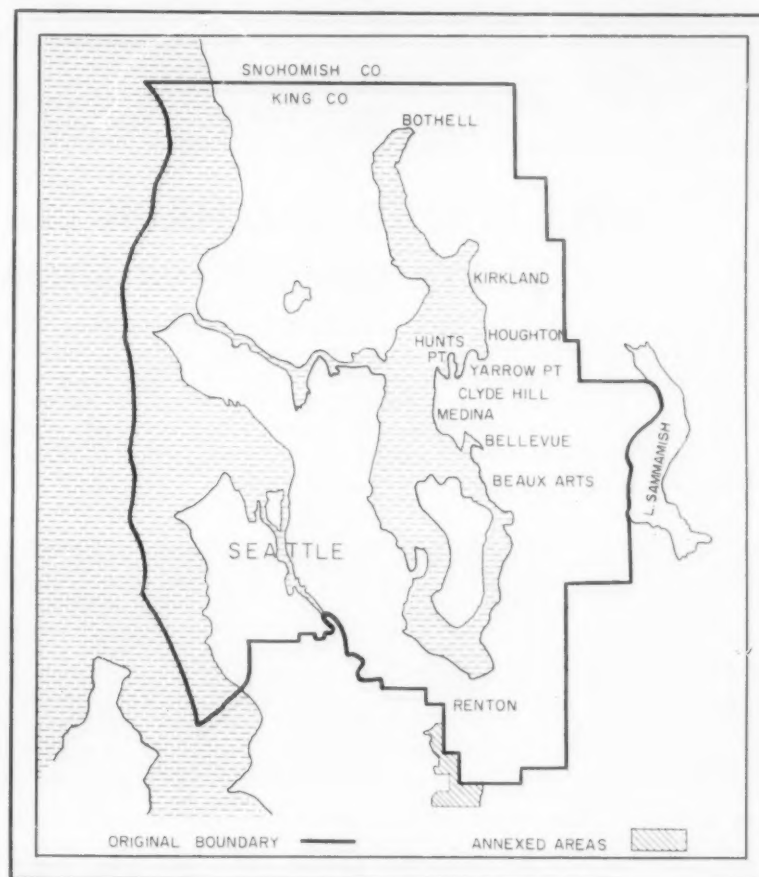 SNOHOMISH CO
KING CO
BOTHELL
KIRKLAND
HOUGHTON
HUNTS
PT
YARROW PT
CLYDE HILL
MEDINA
BELLEVUE
BEAUX ARTS
L. SAMMAMISH
SEATTLE
RENTON
ORIGINAL BOUNDARY
ANNEXED AREAS